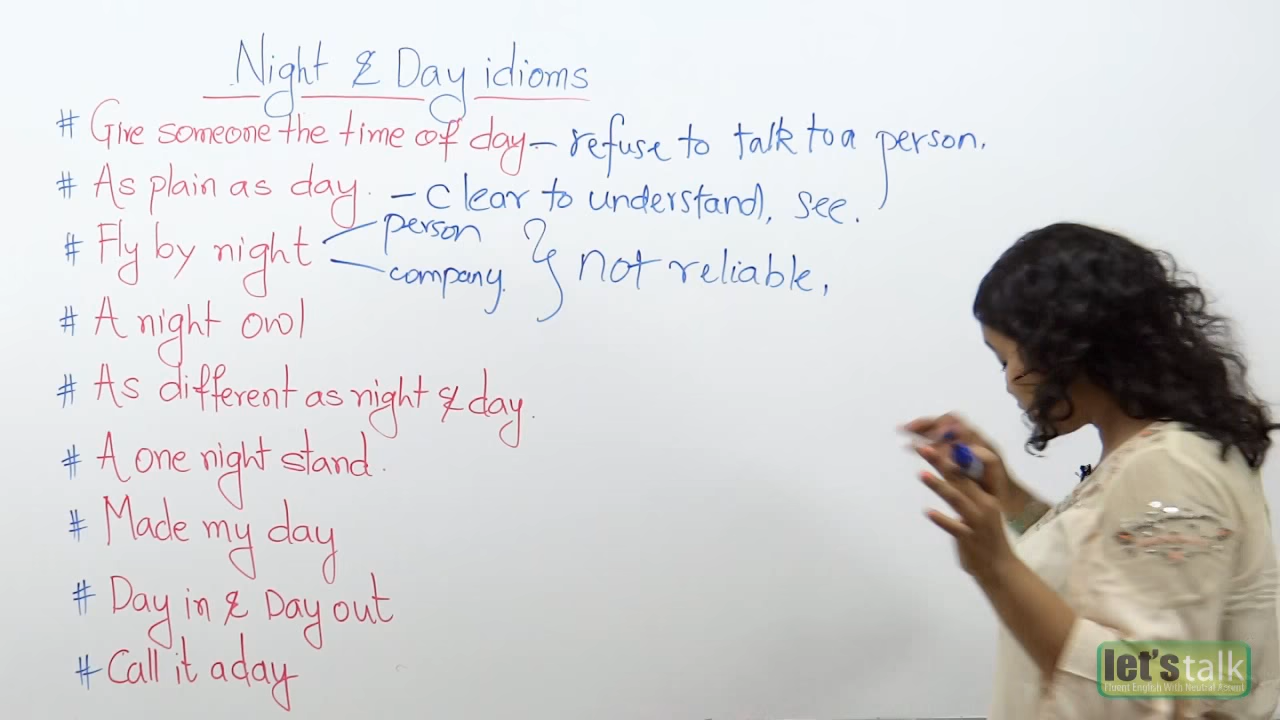 Night & Day idioms
# Give someone the time of day - refuse to talk to a person.
# As plain as day. - Clear to understand, see.
# Fly by night person company. } not reliable,
# A night owl
# As different as night & day.
# A one night stand.
# Made my day
# Day in & Day out
# Call it a day
let's talk
Fluent English With Neutral Accent